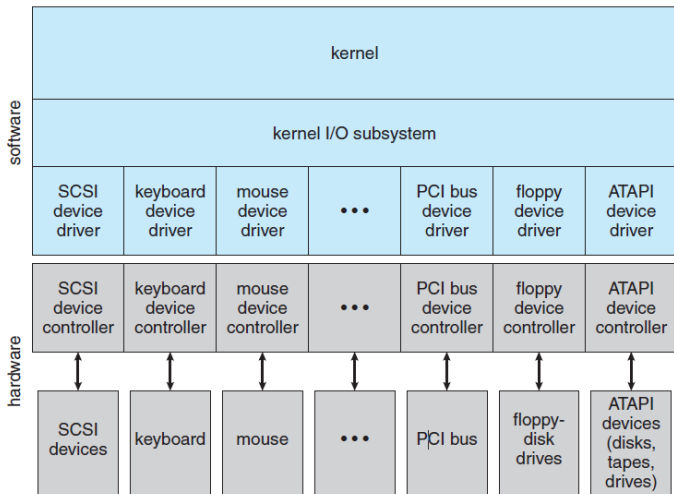 kernel
kernel I/O subsystem
software
SCSI
device
driver
keyboard
device
driver
mouse
device
driver
•••
PCI bus
device
driver
floppy
device
driver
ATAPI
device
driver
hardware
SCSI
device
controller
keyboard
device
controller
mouse
device
controller
•••
PCI bus
device
controller
floppy
device
controller
ATAPI
device
controller
SCSI
devices
keyboard
mouse
•••
PCI bus
floppy-
disk
drives
ATAPI
devices
(disks,
tapes,
drives)